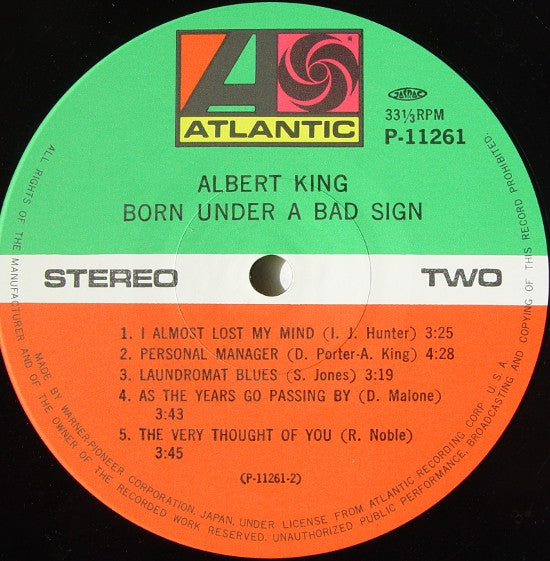 ATLANTIC
JASRAC
33⅓RPM
P-11261
ALBERT KING
BORN UNDER A BAD SIGN
STEREO
TWO
1. I ALMOST LOST MY MIND (I. J. Hunter) 3:25
2. PERSONAL MANAGER (D. Porter-A. King) 4:28
3. LAUNDROMAT BLUES (S. Jones) 3:19
4. AS THE YEARS GO PASSING BY (D. Malone)
3:43
5. THE VERY THOUGHT OF YOU (R. Noble)
3:45
(P-11261-2)
ALL RIGHTS OF THE MANUFACTURER AND OF THE OWNER OF THE RECORDED WORK RESERVED. UNAUTHORIZED PUBLIC PERFORMANCE, BROADCASTING AND COPYING OF THIS RECORD PROHIBITED.
MADE BY WARNER-PIONEER CORPORATION, JAPAN, UNDER LICENSE FROM ATLANTIC RECORDING CORP. U. S. A.